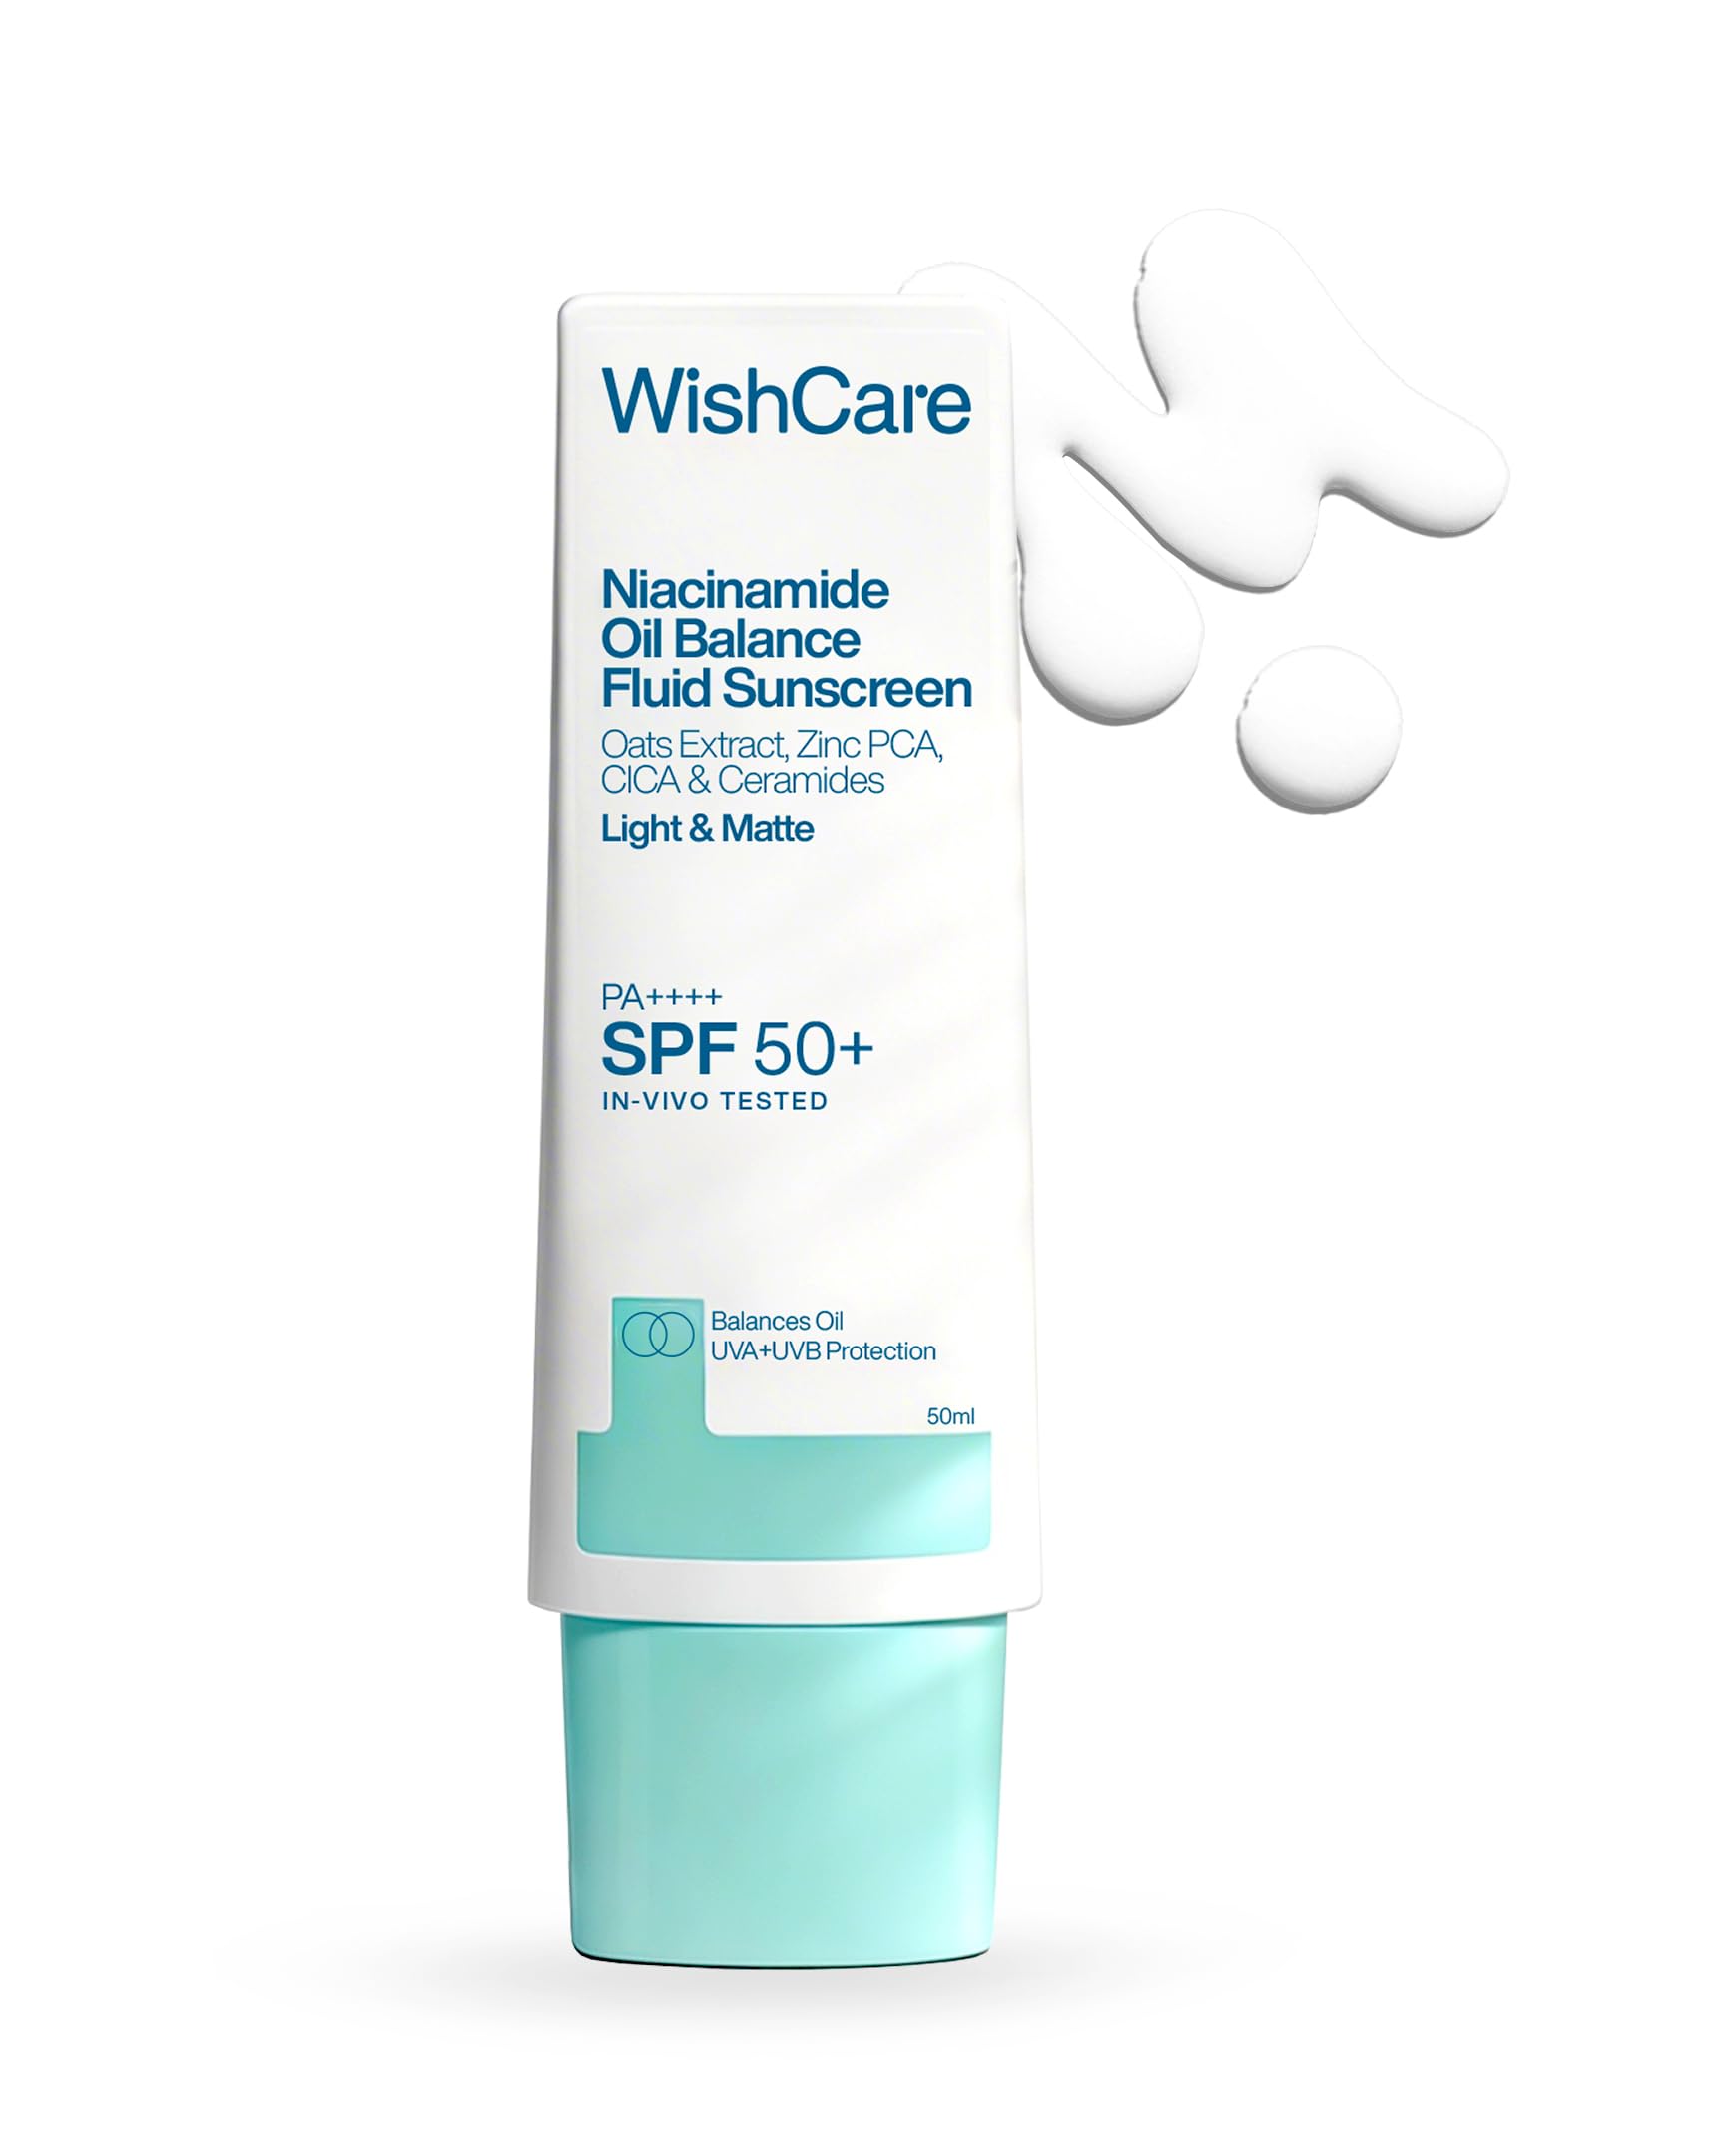 WishCare
Niacinamide
Oil Balance
Fluid Sunscreen
Oats Extract, Zinc PCA,
CICA & Ceramides
Light & Matte
PA++++
SPF 50+
IN-VIVO TESTED
Balances Oil
UVA+UVB Protection
50ml